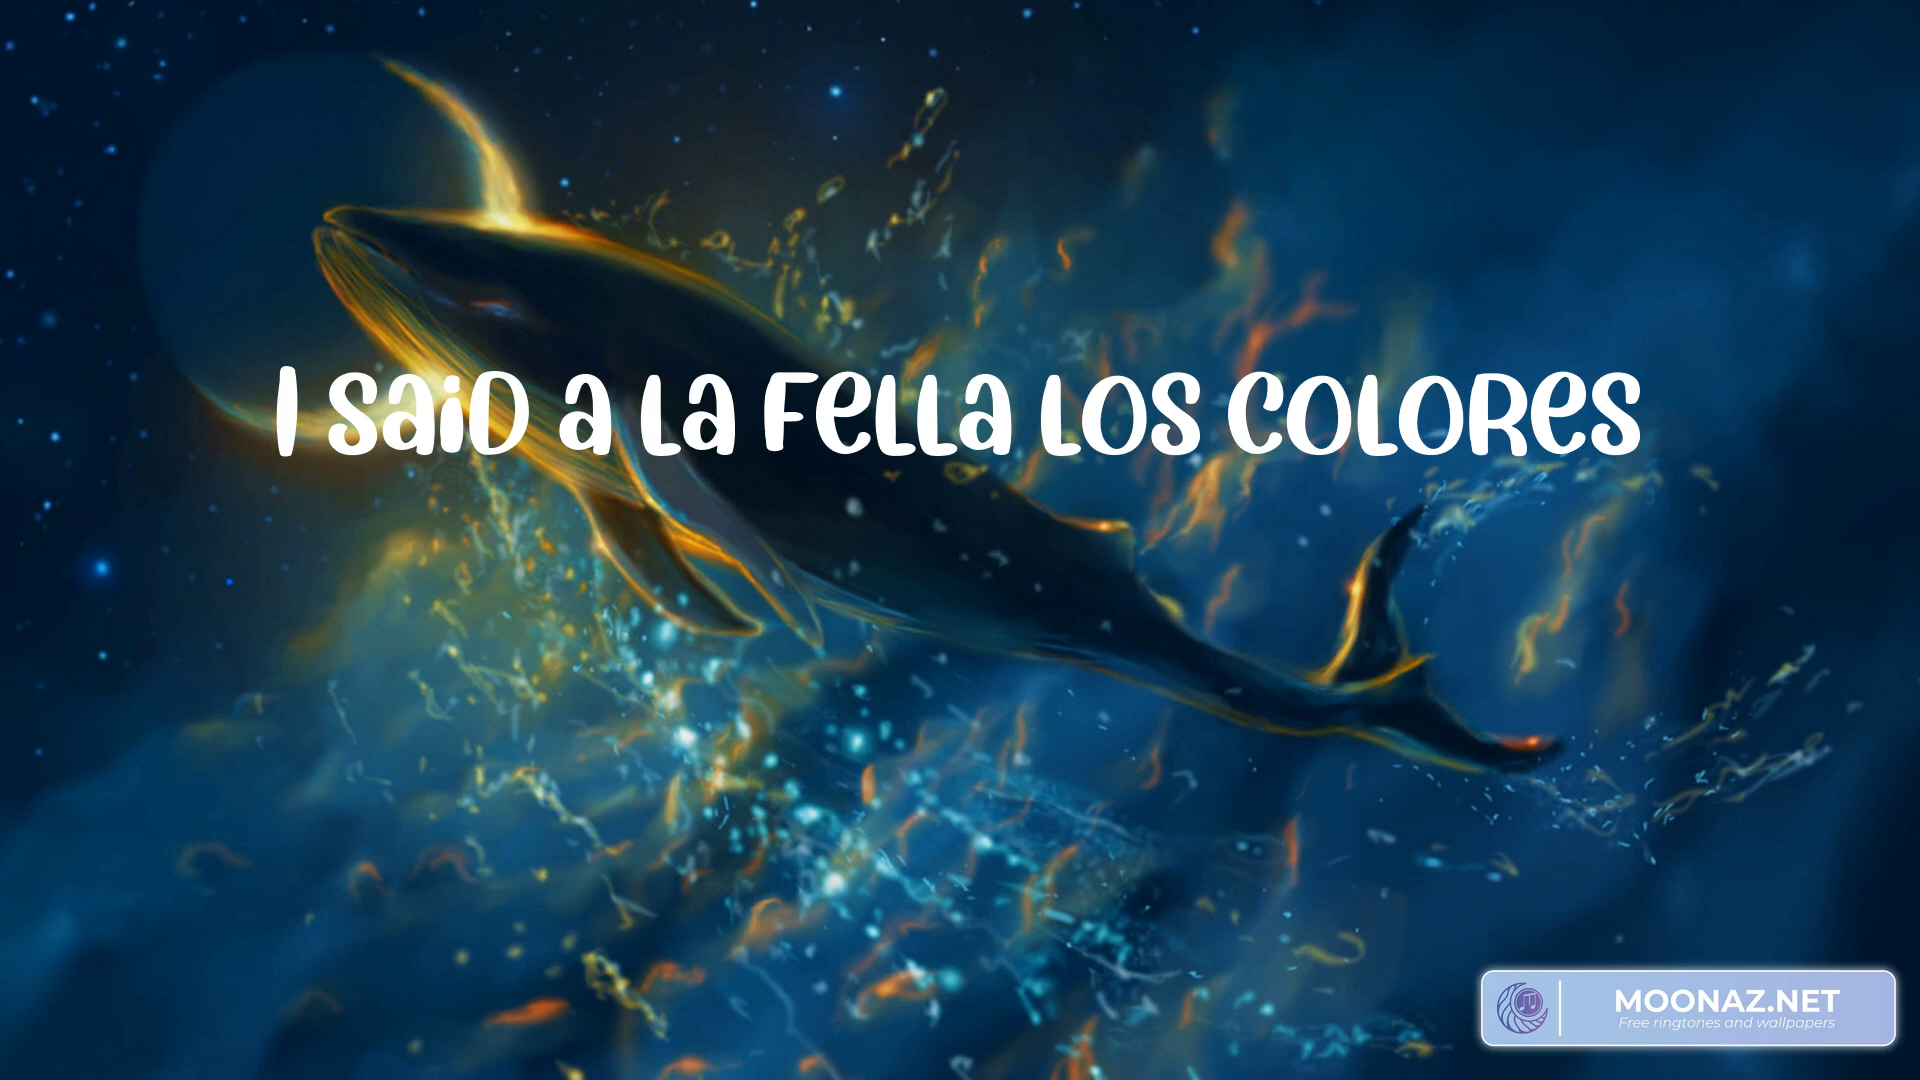 I said a la fella los colores
MOONAZ.NET
Free ringtones and wallpapers